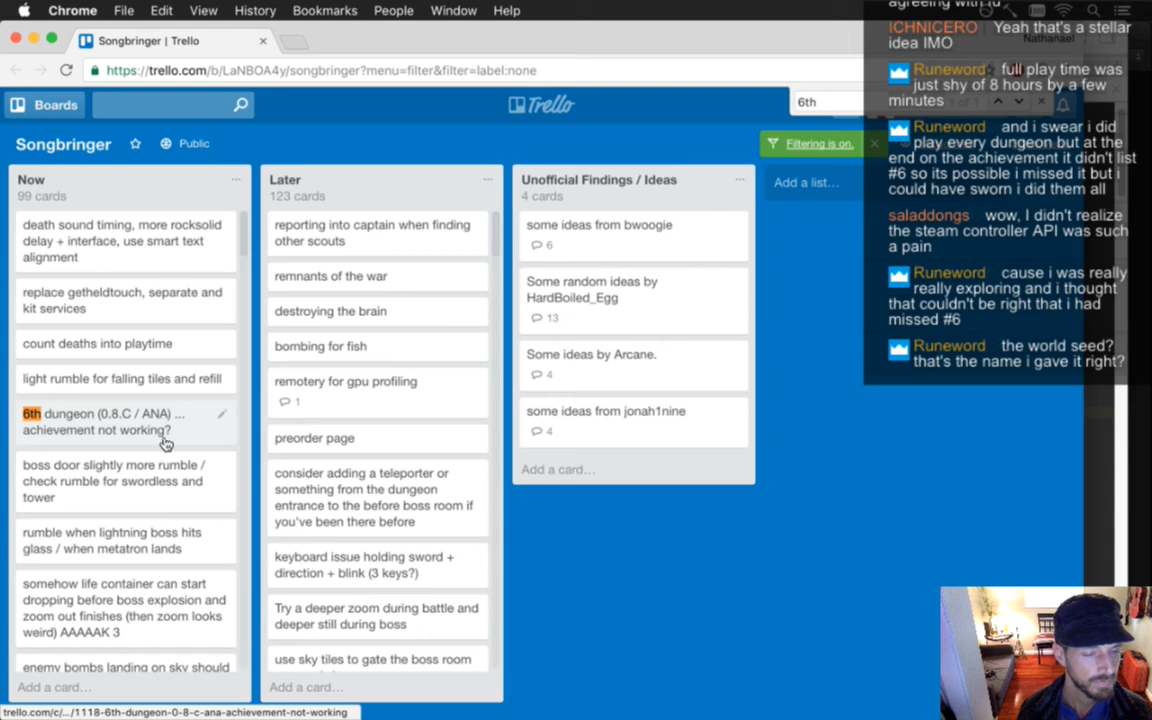 Chrome File Edit View History Bookmarks People Window Help
Songbringer | Trello
Nathanael
https://trello.com/b/LaNBOA4y/songbringer?menu=filter&filter=label:none
Boards
Trello
6th
Songbringer
Public
Filtering is on.
Now
99 cards
death sound timing, more rocksolid
delay + interface, use smart text
alignment
replace getheldtouch, separate and
kit services
count deaths into playtime
light rumble for falling tiles and refill
6th dungeon (0.8.C / ANA) ...
achievement not working?
boss door slightly more rumble /
check rumble for swordless and
tower
rumble when lightning boss hits
glass / when metatron lands
somehow life container can start
dropping before boss explosion and
zoom out finishes (then zoom looks
weird) AAAAAK 3
enemy bombs landing on sky should
Add a card…
Later
123 cards
reporting into captain when finding
other scouts
remnants of the war
destroying the brain
bombing for fish
remotery for gpu profiling
1
preorder page
consider adding a teleporter or
something from the dungeon
entrance to the before boss room if
you've been there before
keyboard issue holding sword +
direction + blink (3 keys?)
Try a deeper zoom during battle and
deeper still during boss
use sky tiles to gate the boss room
Add a card…
Unofficial Findings / Ideas
4 cards
some ideas from bwoogie
6
Some random ideas by
HardBoiled_Egg
13
Some ideas by Arcane.
4
some ideas from jonah1nine
4
Add a card…
Add a list…
agreeing with
ICHNICERO Yeah that's a stellar
idea IMO
Runeword full play time was
just shy of 8 hours by a few
minutes
Runeword and i swear i did
play every dungeon but at the
end on the achievement it didn't list
#6 so its possible i missed it but i
could have sworn i did them all
saladdongs wow, I didn't realize
the steam controller API was such
a pain
Runeword cause i was really
really exploring and i thought
that couldn't be right that i had
missed #6
Runeword the world seed?
that's the name i gave it right?
trello.com/c/.../1118-6th-dungeon-0-8-c-ana-achievement-not-working